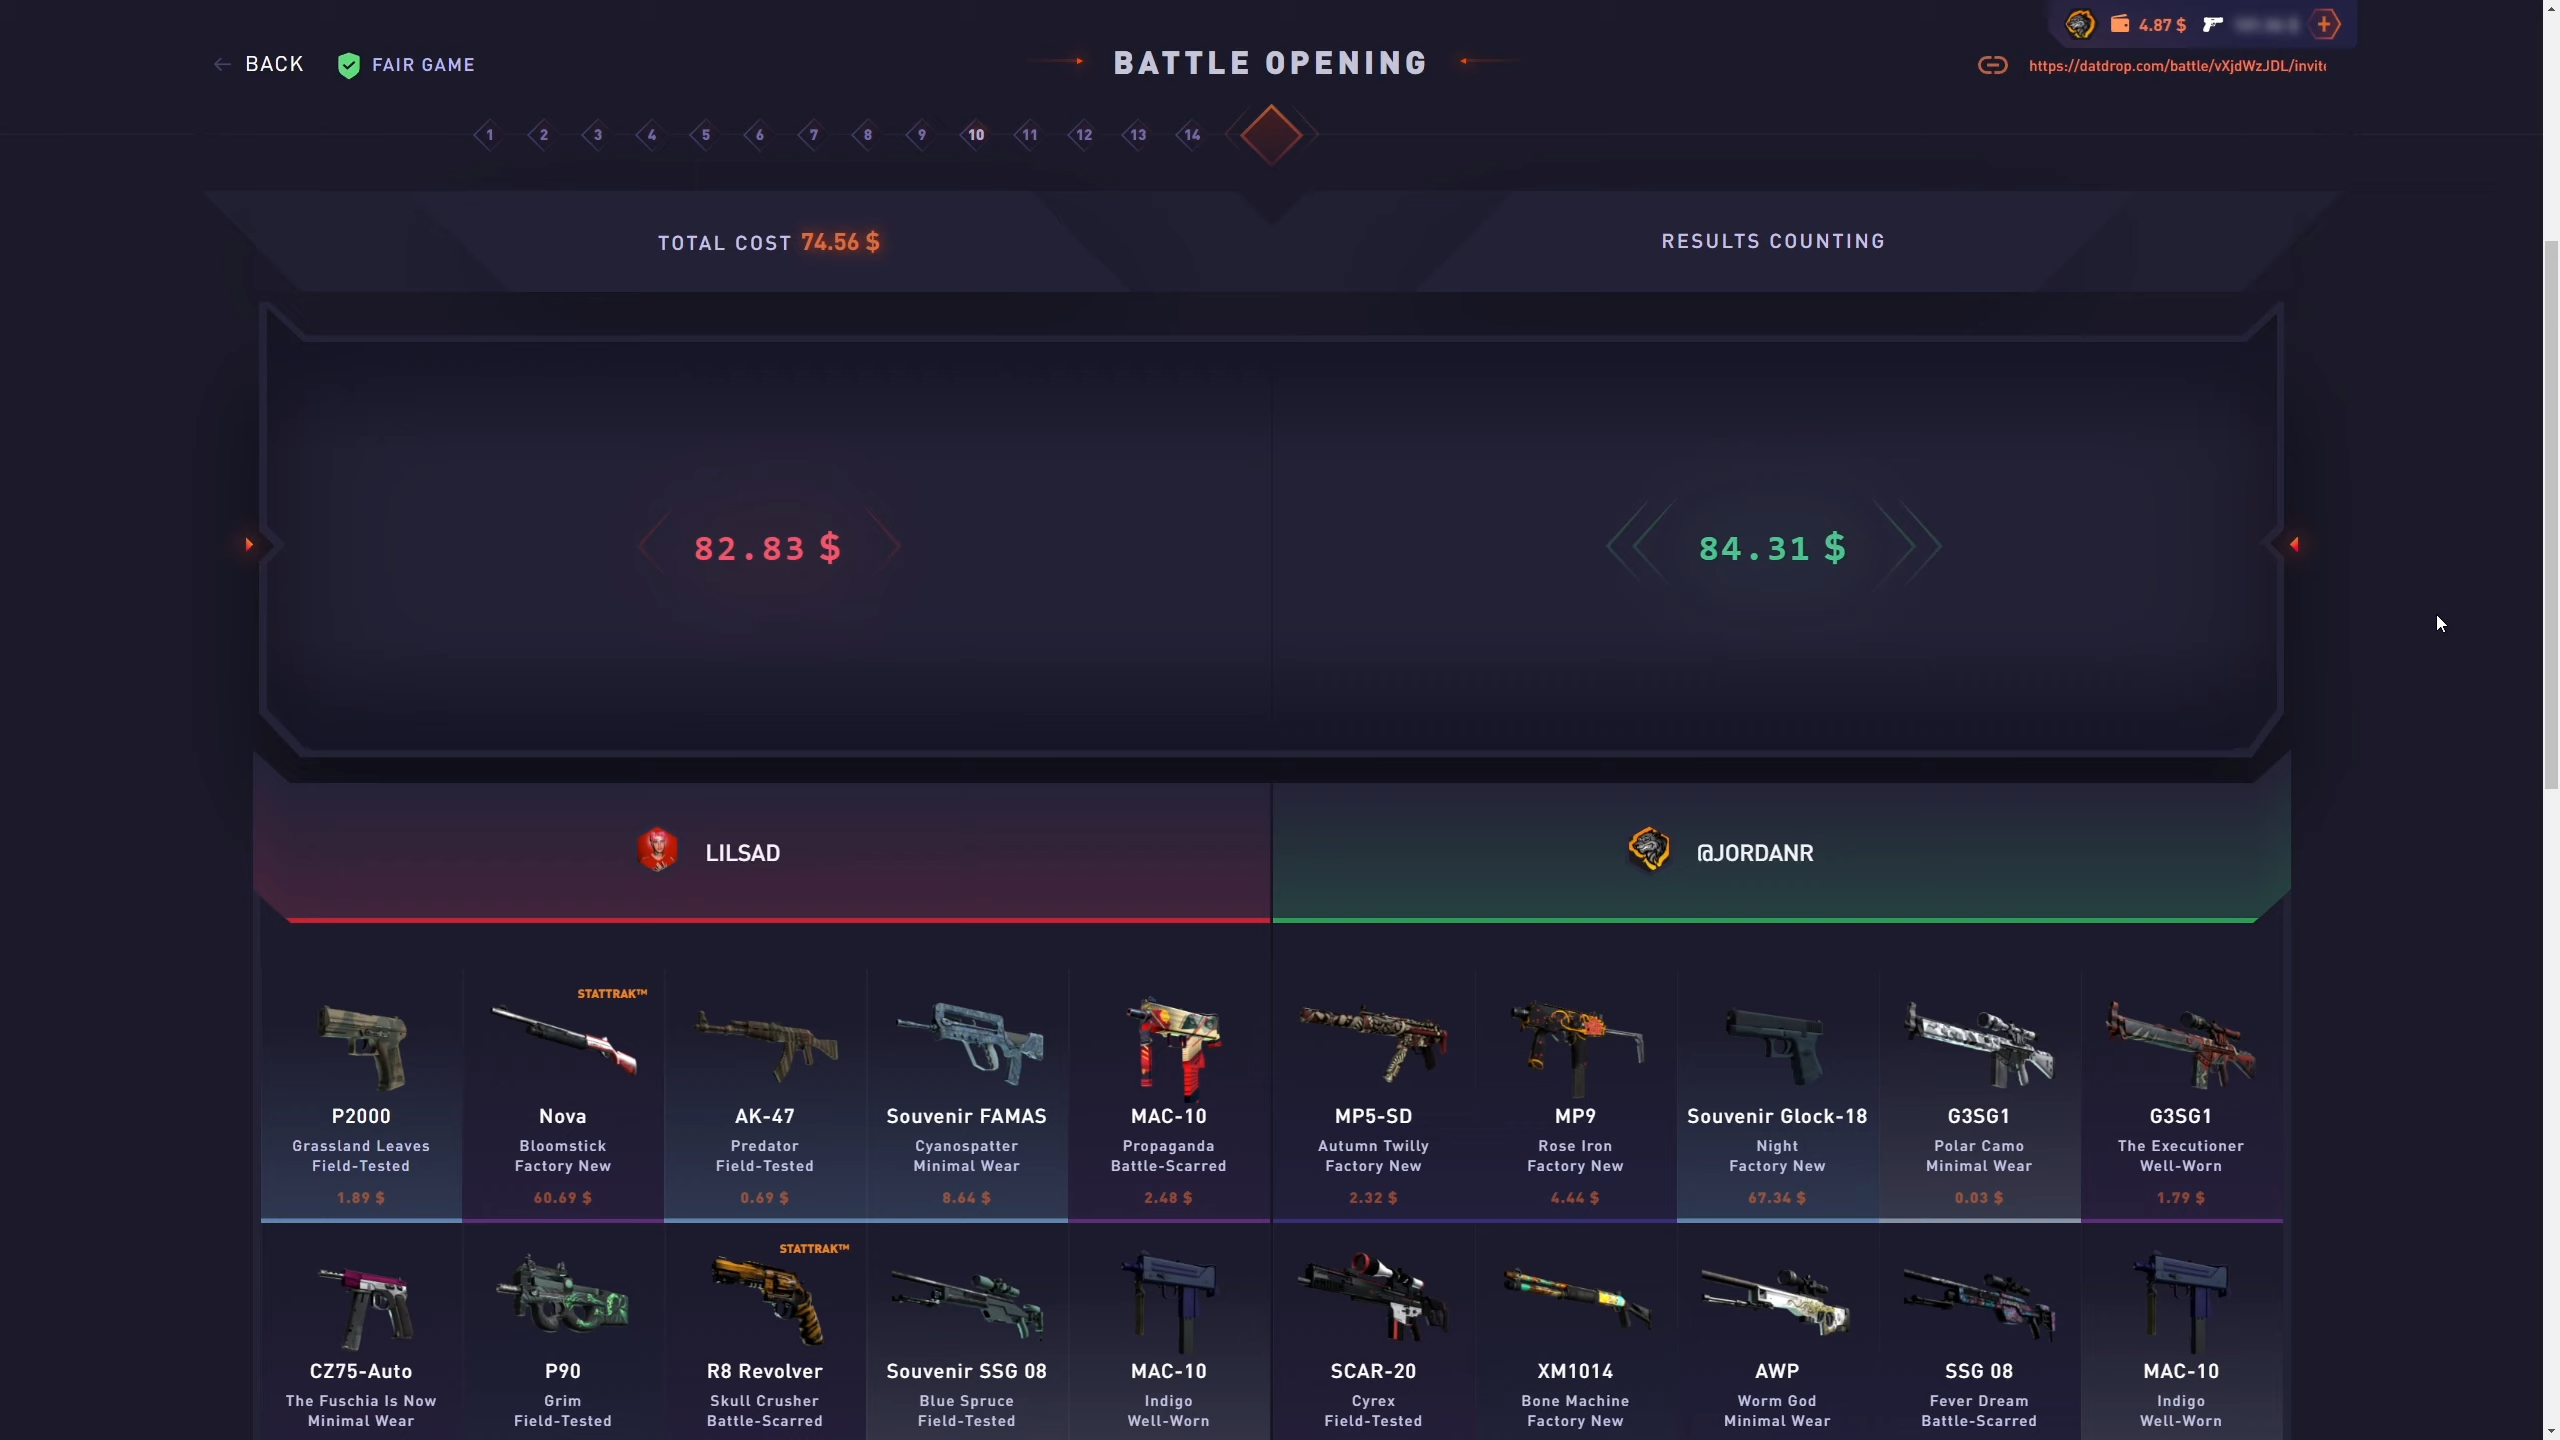 4.87 $
BACK
FAIR GAME
BATTLE OPENING
https://datdrop.com/battle/vXjdWzJDL/invit
1 2 3 4 5 6 7 8 9 10 11 12 13 14
TOTAL COST 74.56 $
RESULTS COUNTING
82.83 $
84.31 $
LILSAD
@JORDANR
STATTRAK™
P2000
Grassland Leaves
Field-Tested
1.89 $
Nova
Bloomstick
Factory New
60.69 $
AK-47
Predator
Field-Tested
0.69 $
Souvenir FAMAS
Cyanospatter
Minimal Wear
8.64 $
MAC-10
Propaganda
Battle-Scarred
2.48 $
MP5-SD
Autumn Twilly
Factory New
2.32 $
MP9
Rose Iron
Factory New
4.44 $
Souvenir Glock-18
Night
Factory New
67.34 $
G3SG1
Polar Camo
Minimal Wear
0.03 $
G3SG1
The Executioner
Well-Worn
1.79 $
STATTRAK™
CZ75-Auto
The Fuschia Is Now
Minimal Wear
P90
Grim
Field-Tested
R8 Revolver
Skull Crusher
Battle-Scarred
Souvenir SSG 08
Blue Spruce
Field-Tested
MAC-10
Indigo
Well-Worn
SCAR-20
Cyrex
Field-Tested
XM1014
Bone Machine
Factory New
AWP
Worm God
Minimal Wear
SSG 08
Fever Dream
Battle-Scarred
MAC-10
Indigo
Well-Worn